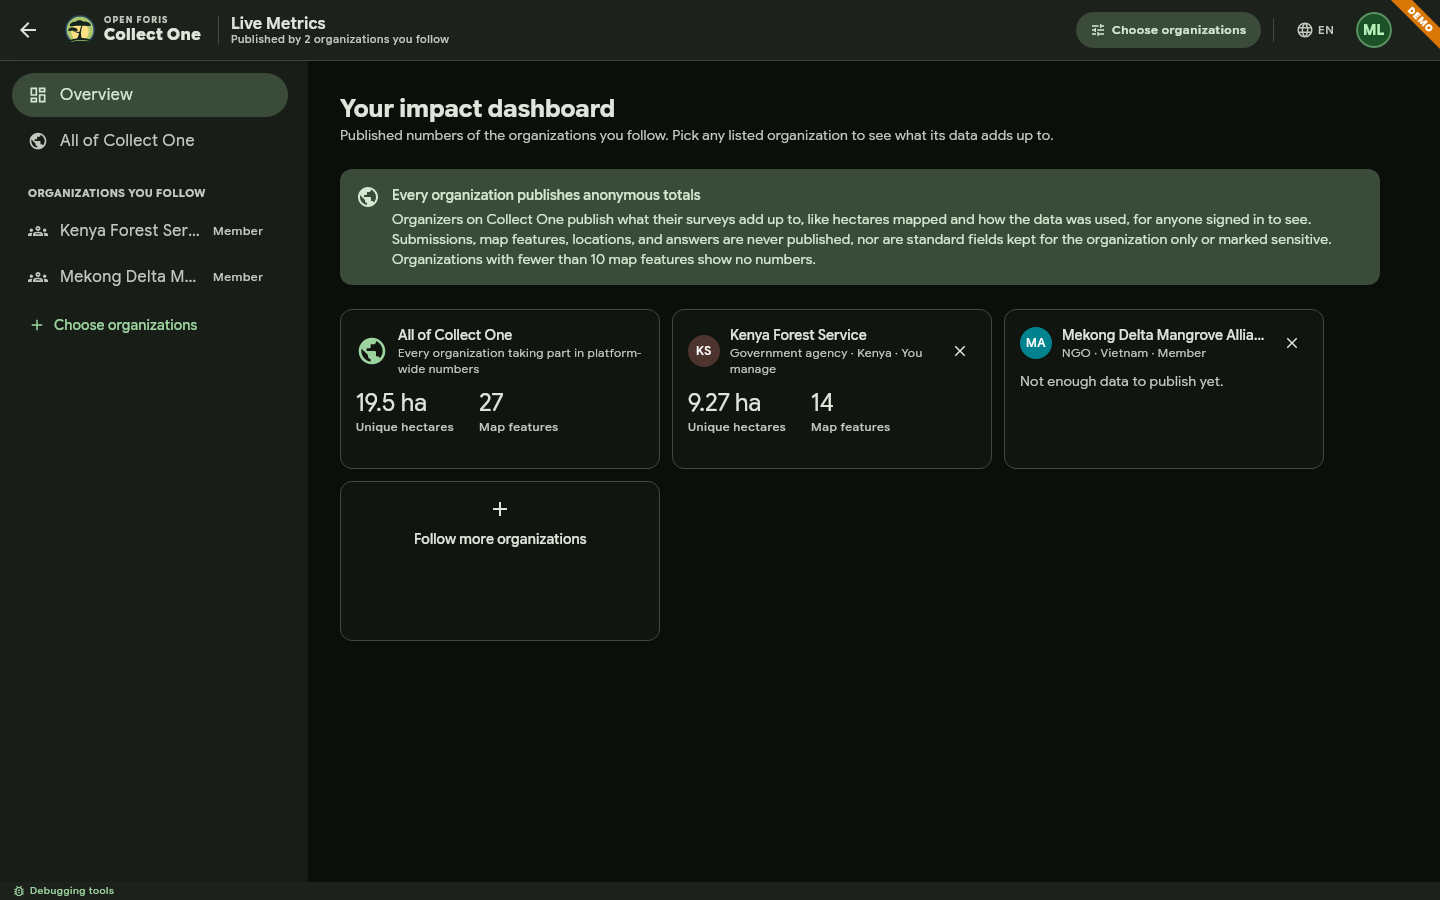 OPEN FORIS
Collect One
Live Metrics
Published by 2 organizations you follow
Choose organizations
EN
ML
DEMO
Overview
All of Collect One
ORGANIZATIONS YOU FOLLOW
Kenya Forest Ser... Member
Mekong Delta M... Member
Choose organizations
Your impact dashboard
Published numbers of the organizations you follow. Pick any listed organization to see what its data adds up to.
Every organization publishes anonymous totals
Organizers on Collect One publish what their surveys add up to, like hectares mapped and how the data was used, for anyone signed in to see.
Submissions, map features, locations, and answers are never published, nor are standard fields kept for the organization only or marked sensitive.
Organizations with fewer than 10 map features show no numbers.
All of Collect One
Every organization taking part in platform-
wide numbers
19.5 ha 27
Unique hectares Map features
KS
Kenya Forest Service
Government agency · Kenya · You
manage
9.27 ha 14
Unique hectares Map features
MA
Mekong Delta Mangrove Allia...
NGO · Vietnam · Member
Not enough data to publish yet.
Follow more organizations
Debugging tools